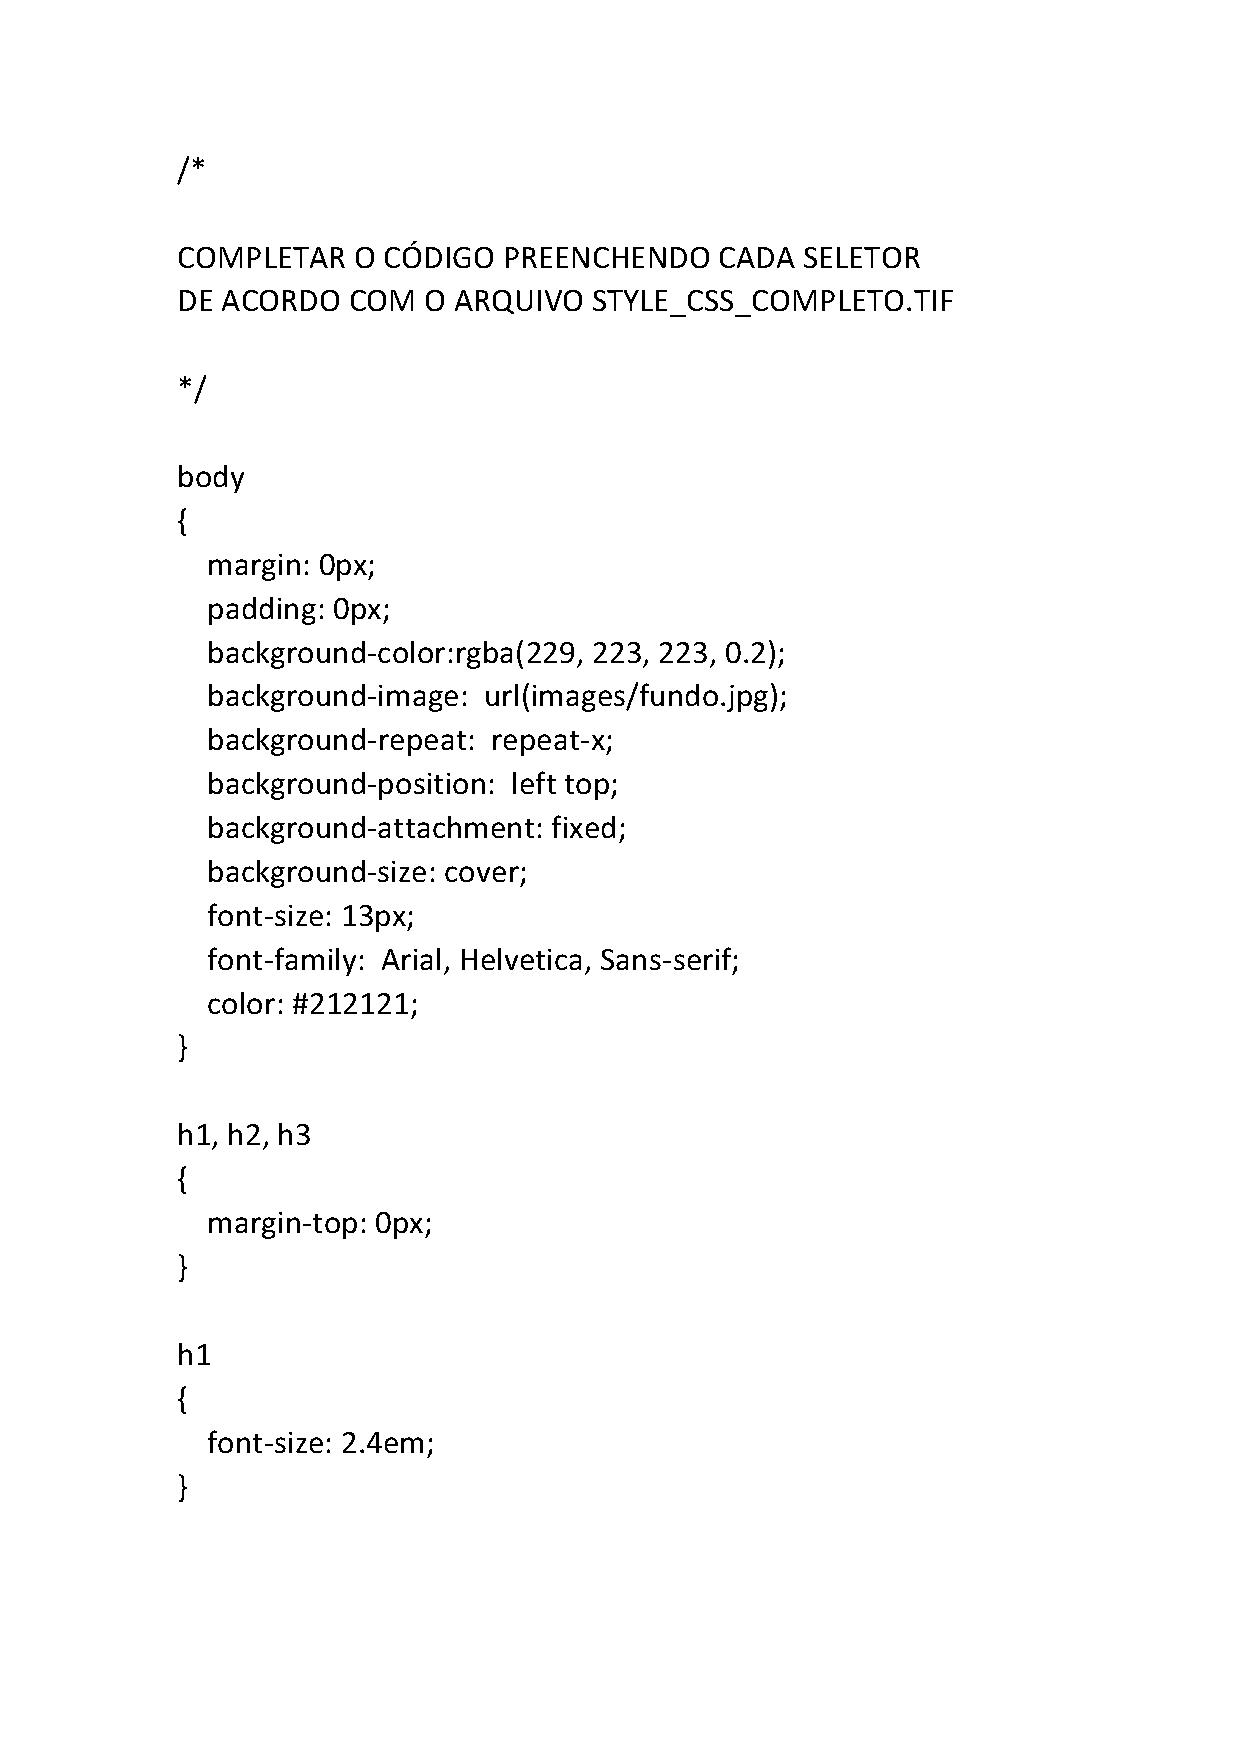 /*
COMPLETAR O CÓDIGO PREENCHENDO CADA SELETOR
DE ACORDO COM O ARQUIVO STYLE_CSS_COMPLETO.TIF
*/
body
{
margin: 0px;
padding: 0px;
background-color:rgba(229, 223, 223, 0.2);
background-image:  url(images/fundo.jpg);
background-repeat:  repeat-x;
background-position:  left top;
background-attachment: fixed;
background-size: cover;
font-size: 13px;
font-family:  Arial, Helvetica, Sans-serif;
color: #212121;
}
h1, h2, h3
{
margin-top: 0px;
}
h1
{
font-size: 2.4em;
}